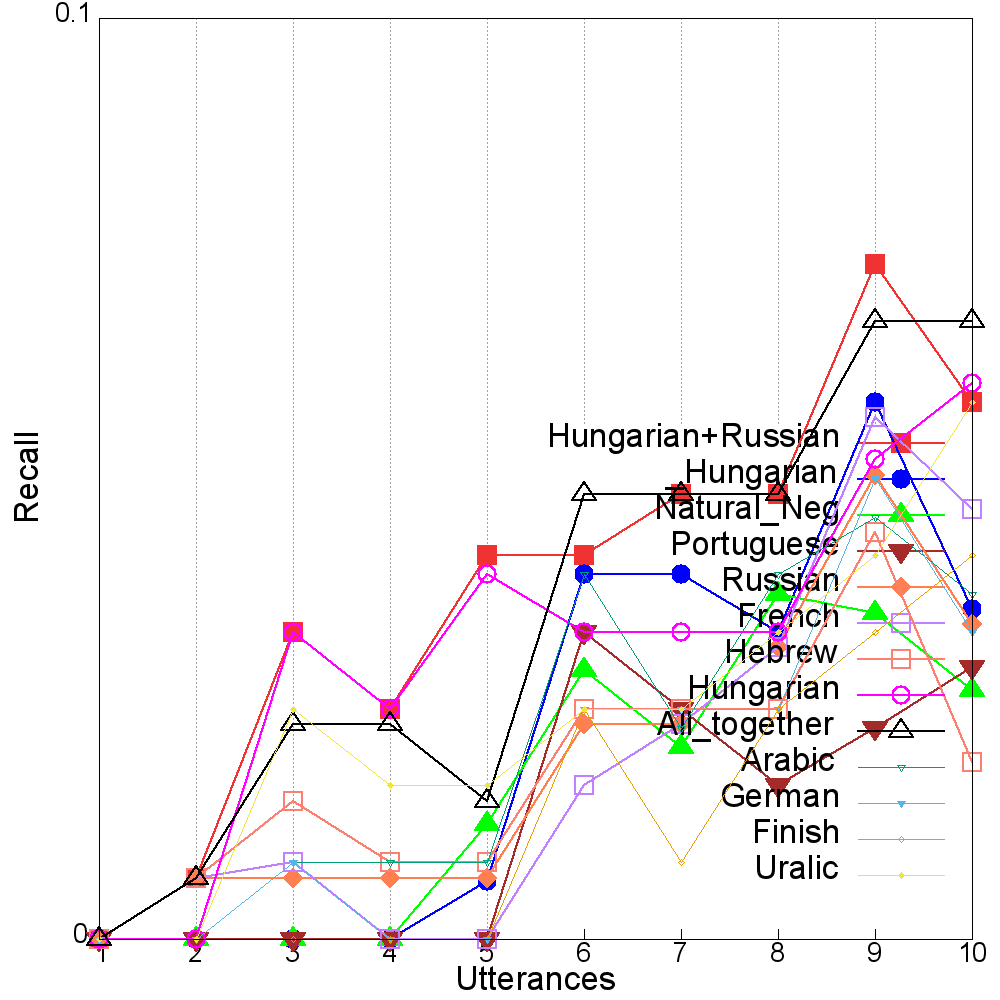 0.1
Recall
Hungarian+Russian
Hungarian
Natural_Neg
Portuguese
Russian
French
Hebrew
Hungarian
All_together
Arabic
German
Finish
Uralic
0
1 2 3 4 5 6 7 8 9 10
Utterances